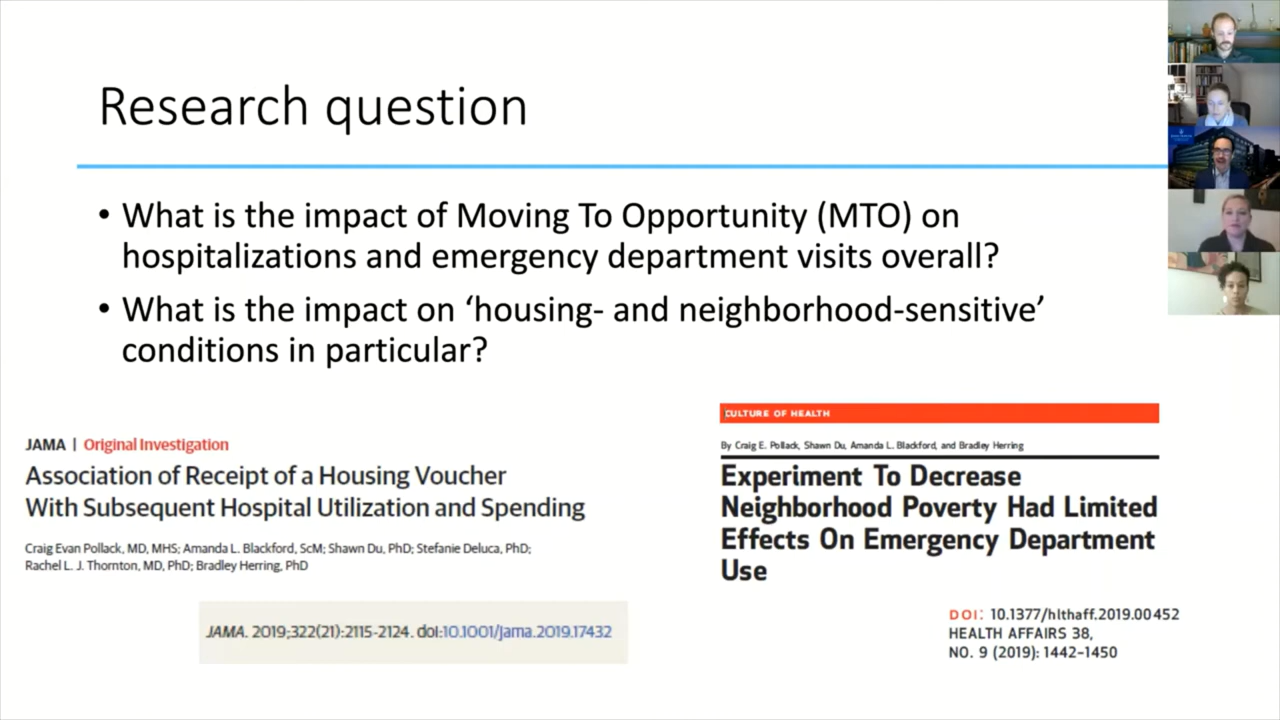 Research question
• What is the impact of Moving To Opportunity (MTO) on
hospitalizations and emergency department visits overall?
• What is the impact on ‘housing- and neighborhood-sensitive’
conditions in particular?
JAMA | Original Investigation
Association of Receipt of a Housing Voucher
With Subsequent Hospital Utilization and Spending
Craig Evan Pollack, MD, MHS; Amanda L. Blackford, ScM; Shawn Du, PhD; Stefanie Deluca, PhD;
Rachel L. J. Thornton, MD, PhD; Bradley Herring, PhD
JAMA. 2019;322(21):2115-2124. doi:10.1001/jama.2019.17432
CULTURE OF HEALTH
By Craig E. Pollack, Shawn Du, Amanda L. Blackford, and Bradley Herring
Experiment To Decrease
Neighborhood Poverty Had Limited
Effects On Emergency Department
Use
DOI: 10.1377/hlthaff.2019.00452
HEALTH AFFAIRS 38,
NO. 9 (2019): 1442–1450